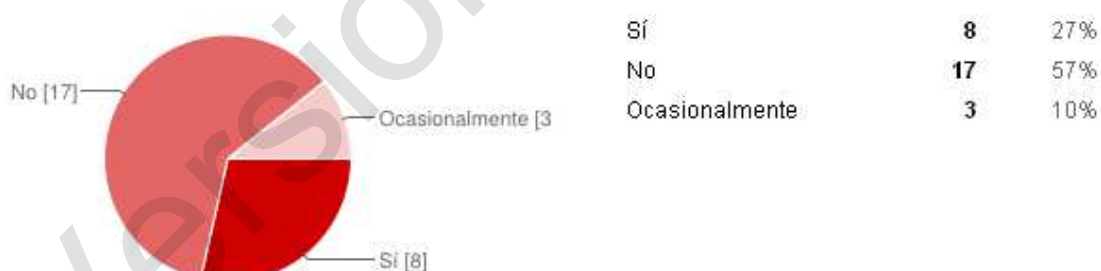 No [17]
Ocasionalmente [3
Sí [8]
Sí 8 27%
No 17 57%
Ocasionalmente 3 10%